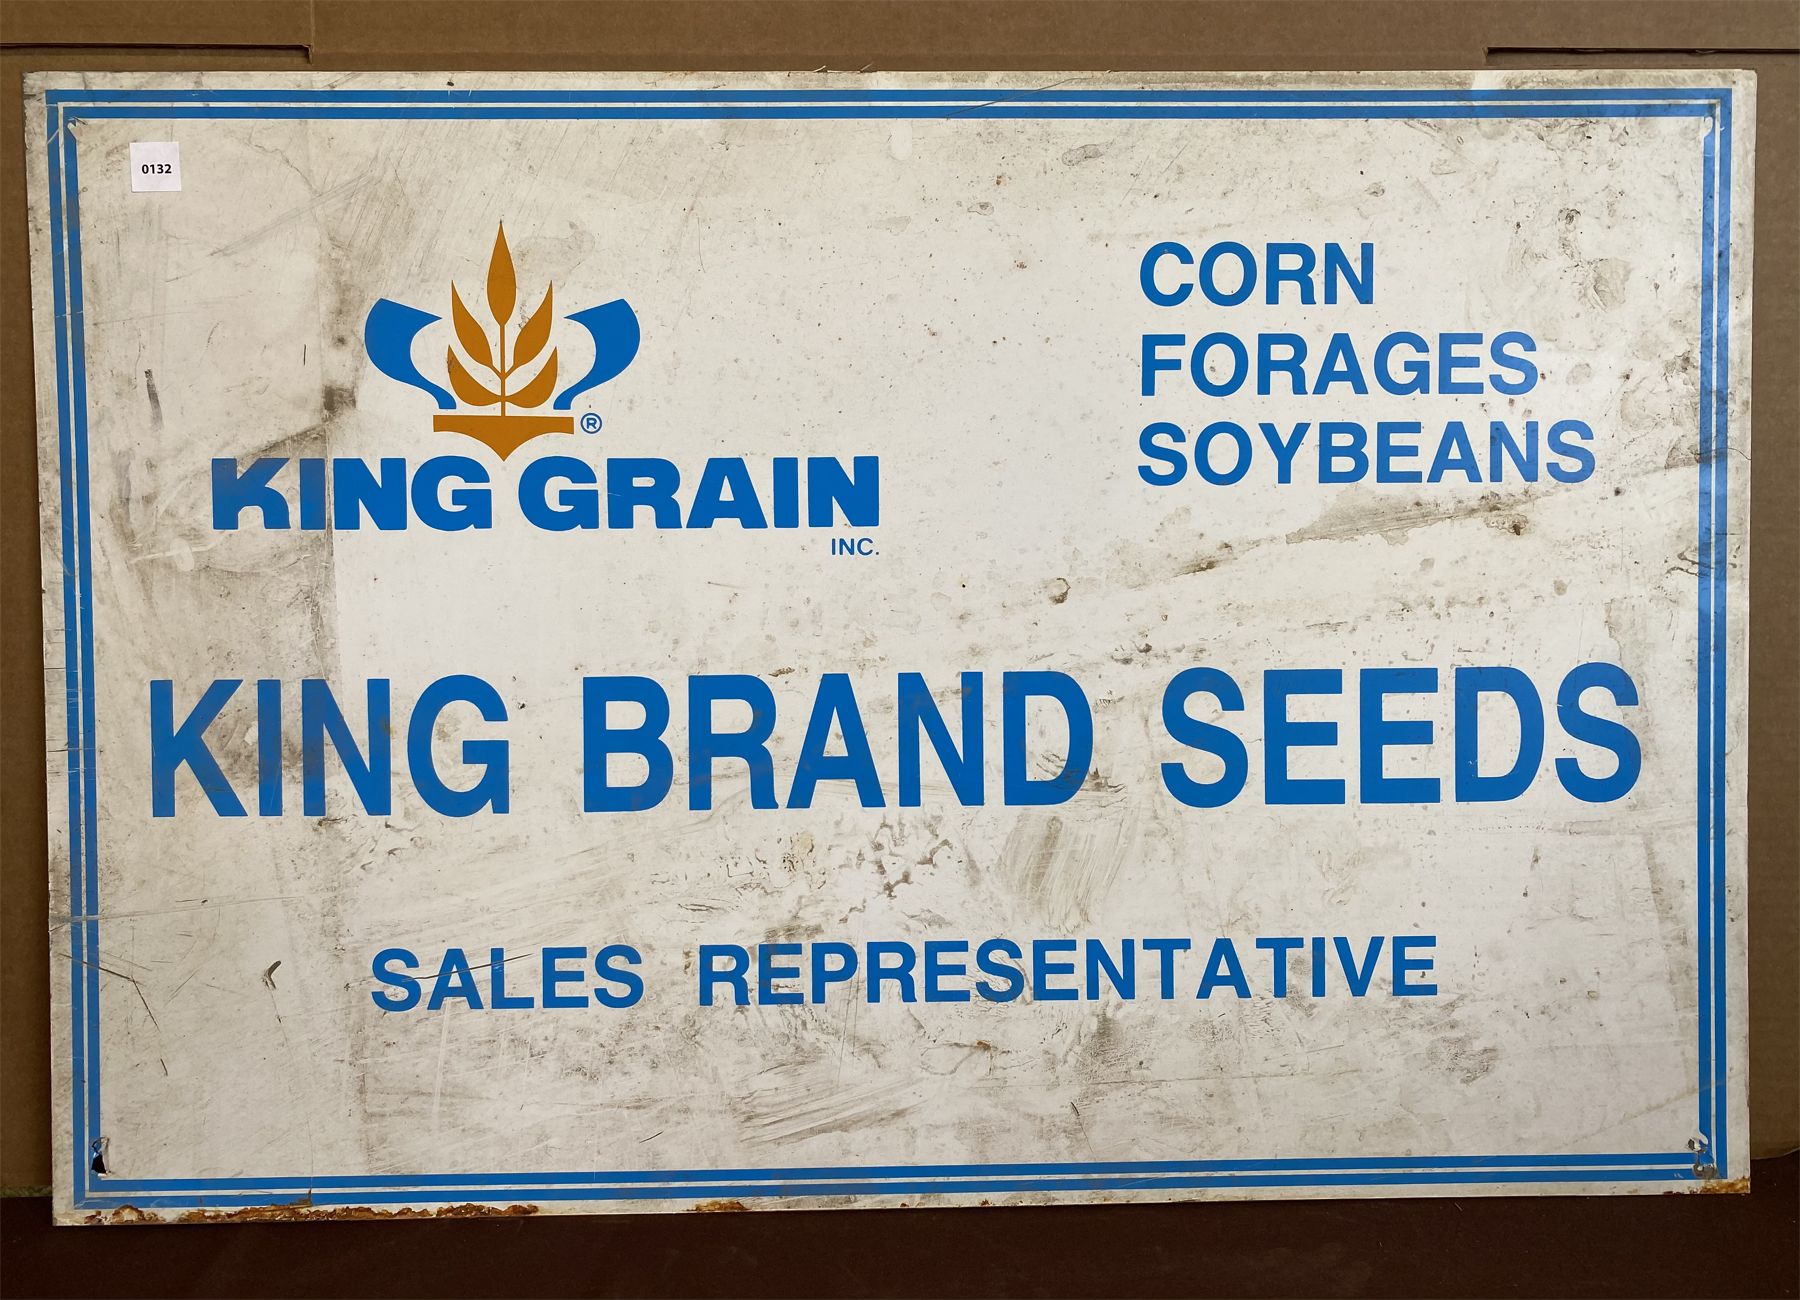 0132
®
KING GRAIN
INC.
CORN
FORAGES
SOYBEANS
KING BRAND SEEDS
SALES REPRESENTATIVE